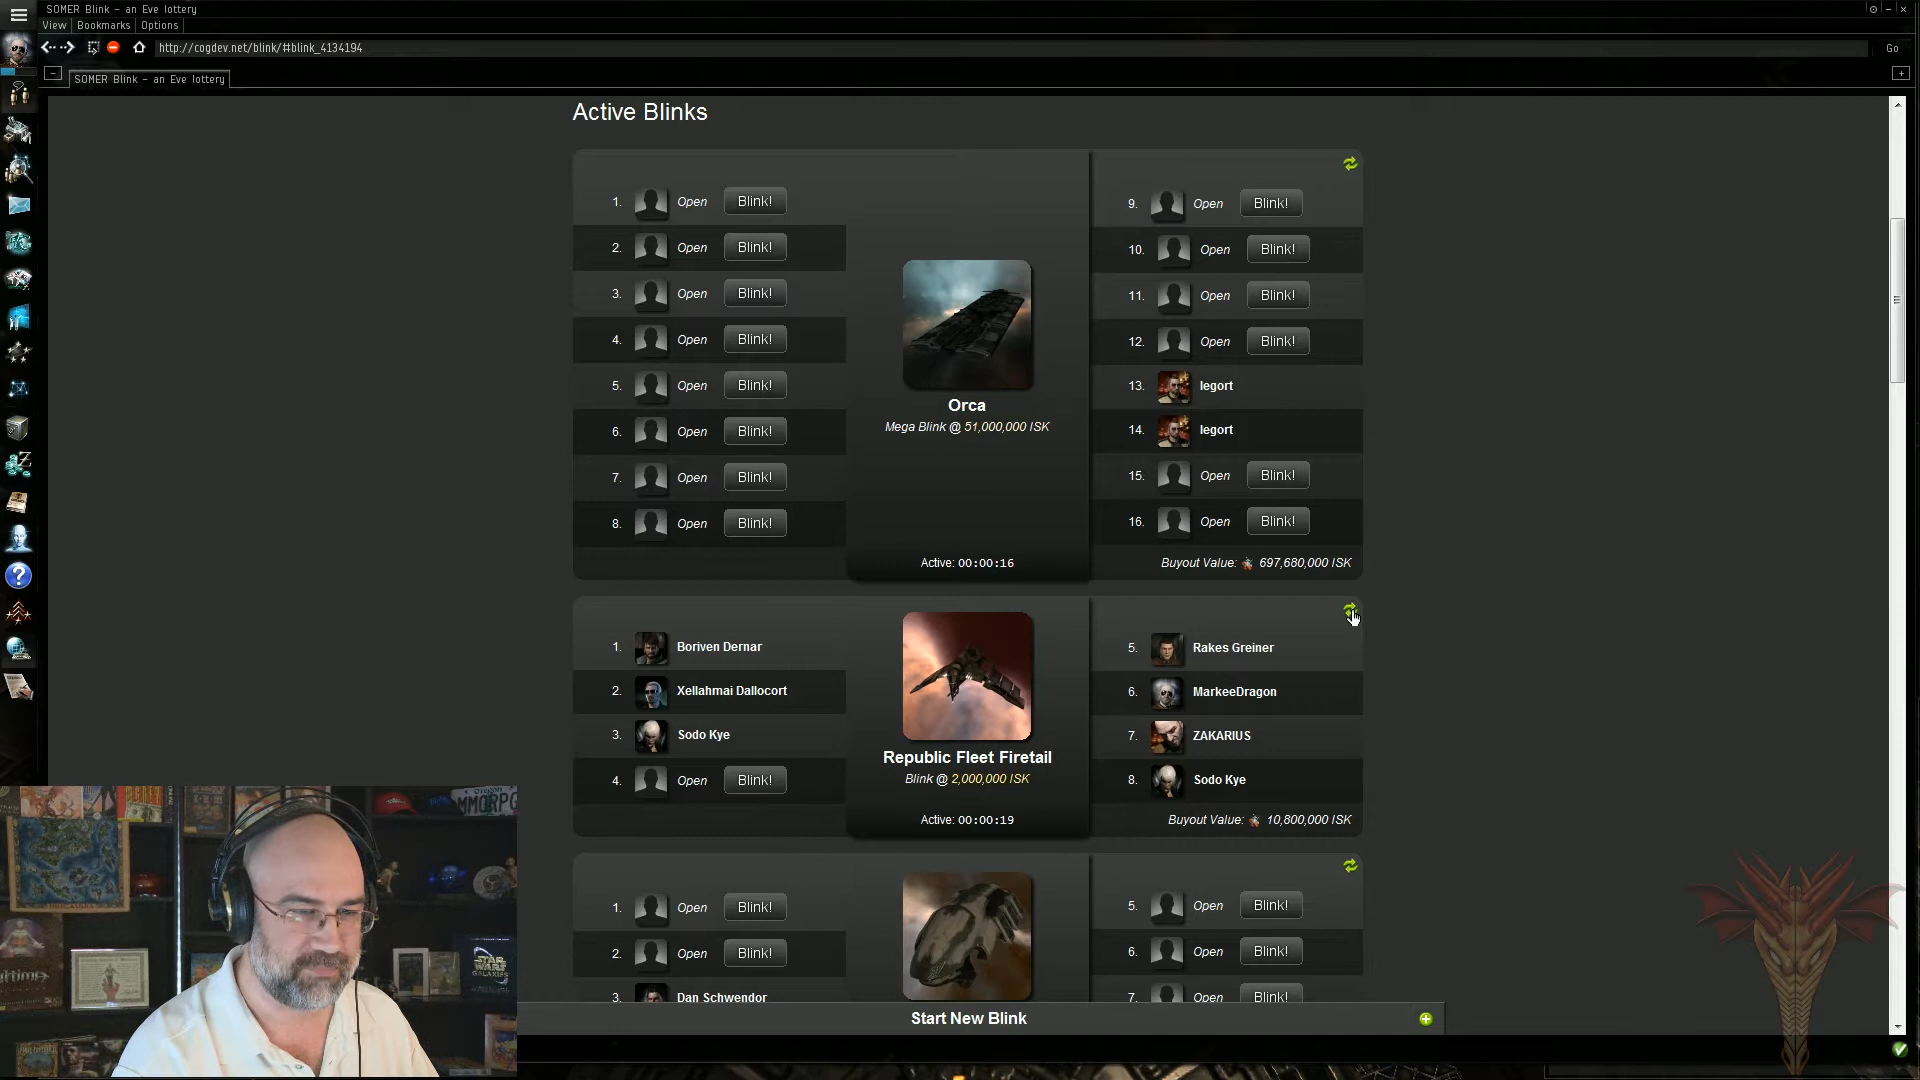 SOMER Blink – an Eve lottery
View Bookmarks Options
http://cogdev.net/blink/#blink_4134194
Go
SOMER Blink – an Eve lottery
Active Blinks
1. Open Blink!
2. Open Blink!
3. Open Blink!
4. Open Blink!
5. Open Blink!
6. Open Blink!
7. Open Blink!
8. Open Blink!
Orca
Mega Blink @ 51,000,000 ISK
Active: 00:00:16
9. Open Blink!
10. Open Blink!
11. Open Blink!
12. Open Blink!
13. legort
14. legort
15. Open Blink!
16. Open Blink!
Buyout Value: 697,680,000 ISK
1. Boriven Dernar
2. Xellahmai Dallocort
3. Sodo Kye
4. Open Blink!
Republic Fleet Firetail
Blink @ 2,000,000 ISK
Active: 00:00:19
5. Rakes Greiner
6. MarkeeDragon
7. ZAKARIUS
8. Sodo Kye
Buyout Value: 10,800,000 ISK
1. Open Blink!
2. Open Blink!
3. Dan Schwendor
5. Open Blink!
6. Open Blink!
7. Open Blink!
Start New Blink
MMORPG
STAR WARS
GALAXIES